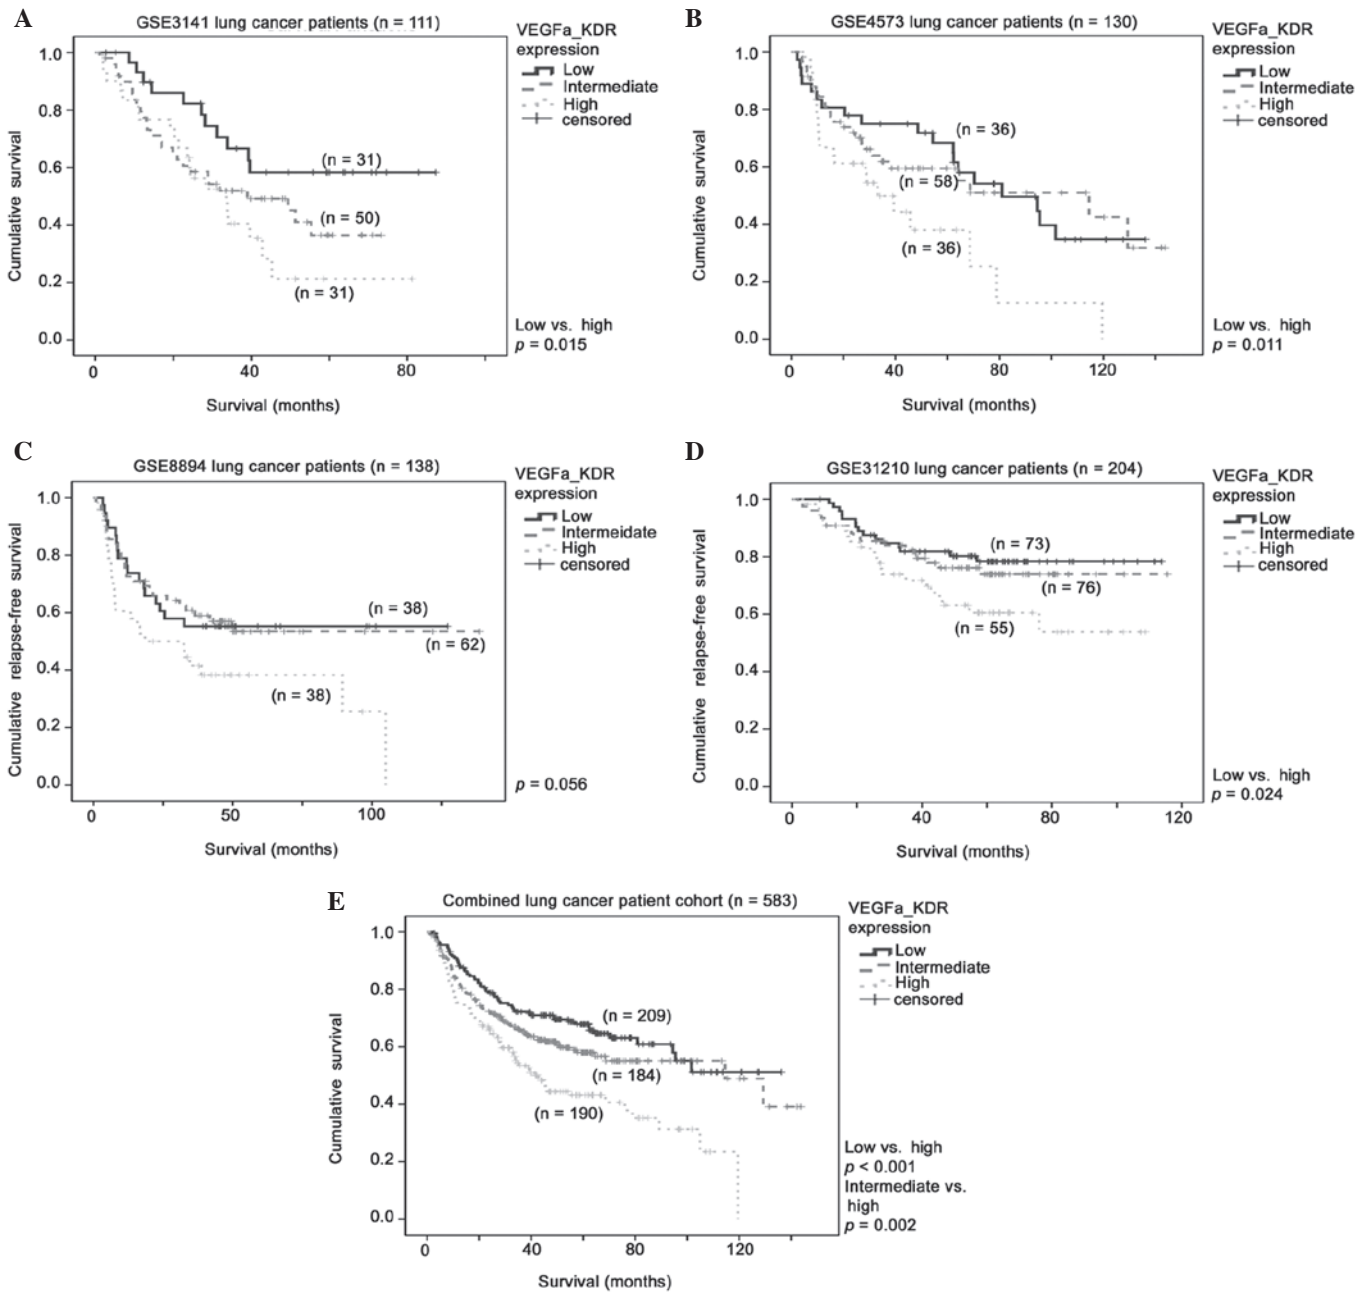 A
GSE3141 lung cancer patients (n = 111)
VEGFa_KDR
expression
Low
Intermediate
High
censored
1.0
0.8
0.6
0.4
0.2
0.0
Cumulative survival
(n = 31)
(n = 50)
(n = 31)
Low vs. high
p = 0.015
0 40 80
Survival (months)
B
GSE4573 lung cancer patients (n = 130)
VEGFa_KDR
expression
Low
Intermediate
High
censored
1.0
0.8
0.6
0.4
0.2
0.0
Cumulative survival
(n = 36)
(n = 58)
(n = 36)
Low vs. high
p = 0.011
0 40 80 120
Survival (months)
C
GSE8894 lung cancer patients (n = 138)
VEGFa_KDR
expression
Low
Intermeidate
High
censored
1.0
0.8
0.6
0.4
0.2
0.0
Cumulative relapse-free survival
(n = 38)
(n = 62)
(n = 38)
p = 0.056
0 50 100
Survival (months)
D
GSE31210 lung cancer patients (n = 204)
VEGFa_KDR
expression
Low
Intermediate
High
censored
1.0
0.8
0.6
0.4
0.2
0.0
Cumulative relapse-free survival
(n = 73)
(n = 76)
(n = 55)
Low vs. high
p = 0.024
0 40 80 120
Survival (months)
E
Combined lung cancer patient cohort (n = 583)
VEGFa_KDR
expression
Low
Intermediate
High
censored
1.0
0.8
0.6
0.4
0.2
0.0
Cumulative survival
(n = 209)
(n = 184)
(n = 190)
Low vs. high
p < 0.001
Intermediate vs.
high
p = 0.002
0 40 80 120
Survival (months)